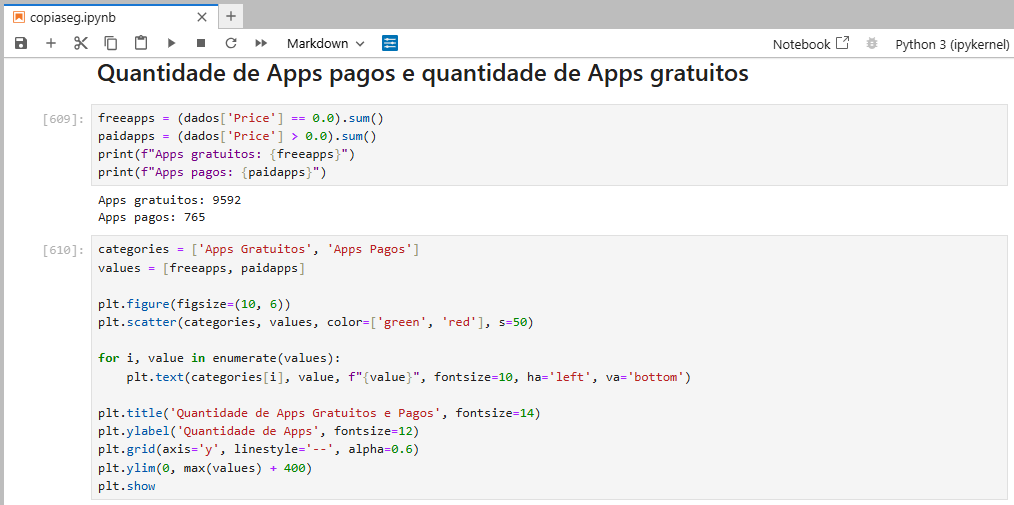 copiaseg.ipynb
Markdown
Notebook
Python 3 (ipykernel)
Quantidade de Apps pagos e quantidade de Apps gratuitos
[609]:
freeapps = (dados['Price'] == 0.0).sum()
paidapps = (dados['Price'] > 0.0).sum()
print(f"Apps gratuitos: {freeapps}")
print(f"Apps pagos: {paidapps}")
Apps gratuitos: 9592
Apps pagos: 765
[610]:
categories = ['Apps Gratuitos', 'Apps Pagos']
values = [freeapps, paidapps]
plt.figure(figsize=(10, 6))
plt.scatter(categories, values, color=['green', 'red'], s=50)
for i, value in enumerate(values):
    plt.text(categories[i], value, f"{value}", fontsize=10, ha='left', va='bottom')
plt.title('Quantidade de Apps Gratuitos e Pagos', fontsize=14)
plt.ylabel('Quantidade de Apps', fontsize=12)
plt.grid(axis='y', linestyle='--', alpha=0.6)
plt.ylim(0, max(values) + 400)
plt.show